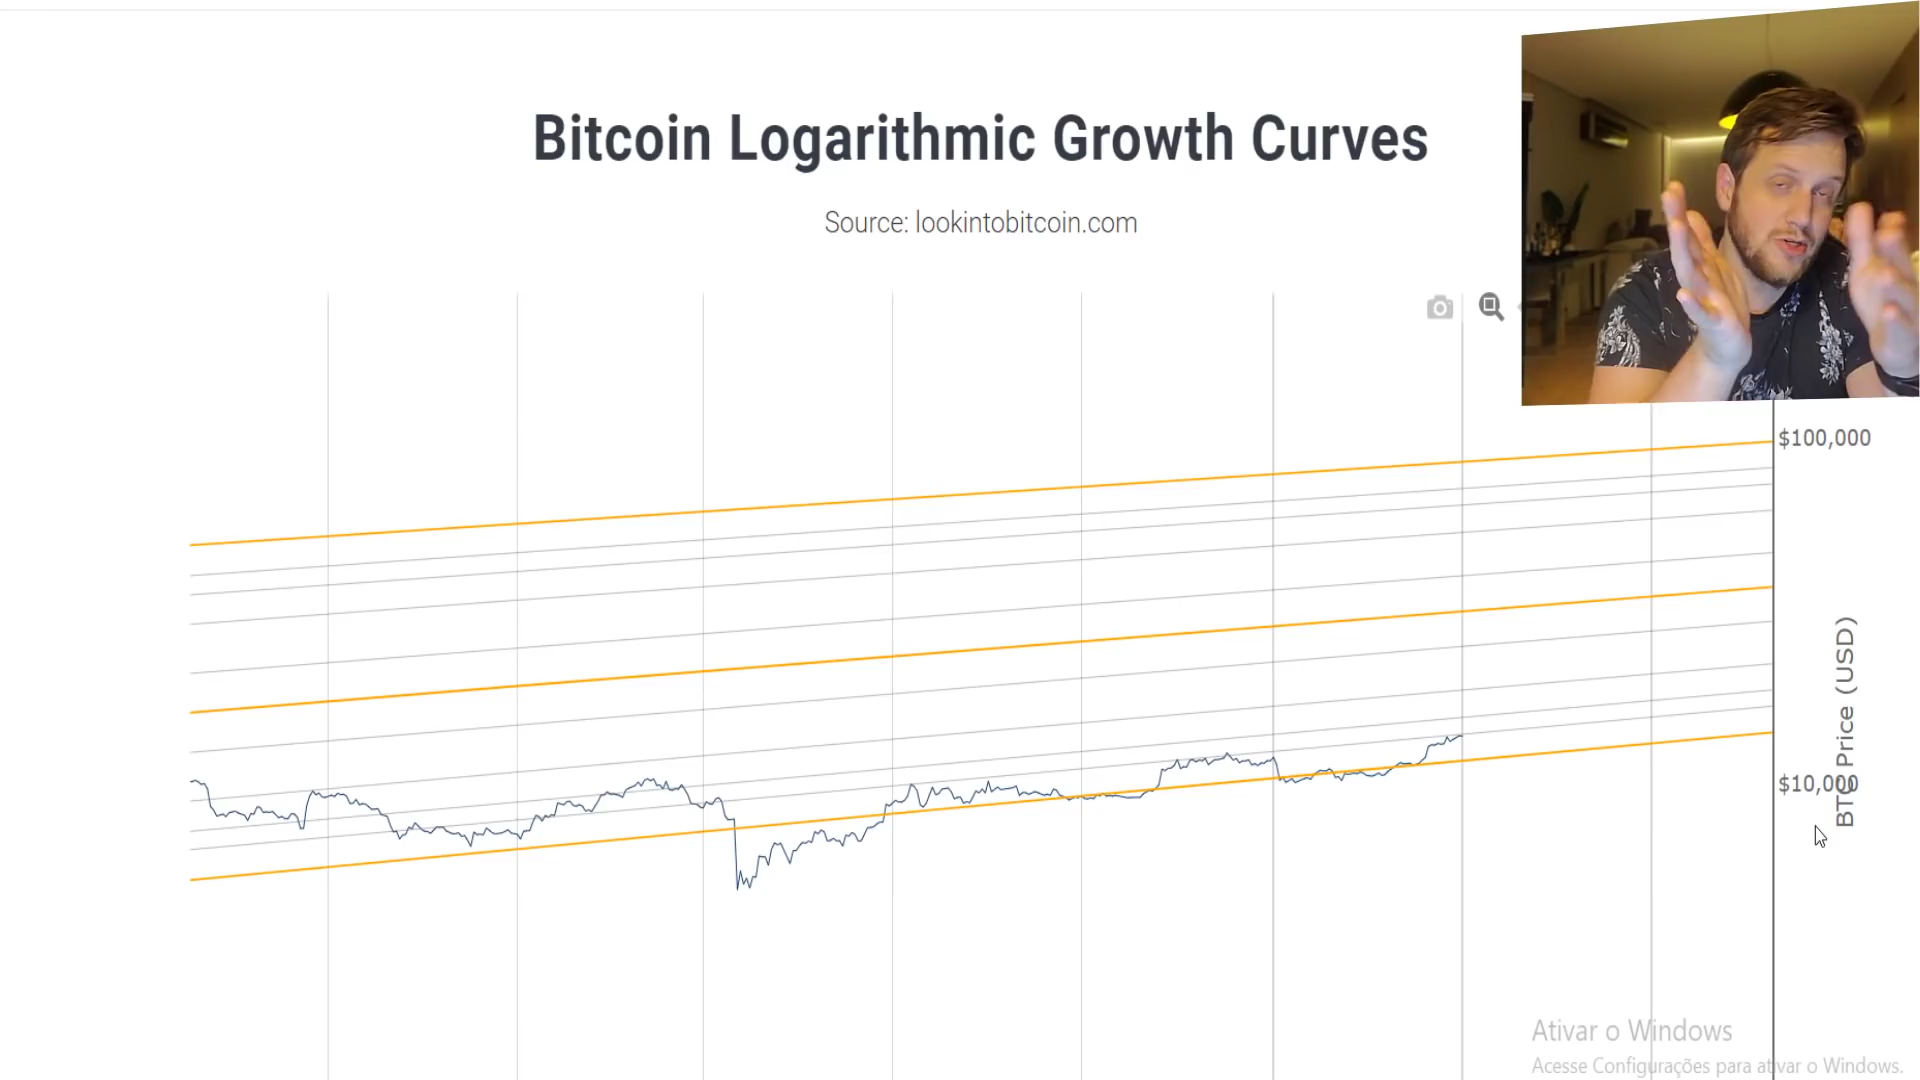 Bitcoin Logarithmic Growth Curves
Source: lookintobitcoin.com
$100,000
BTC Price (USD)
$10,000
Ativar o Windows
Acesse Configurações para ativar o Windows.